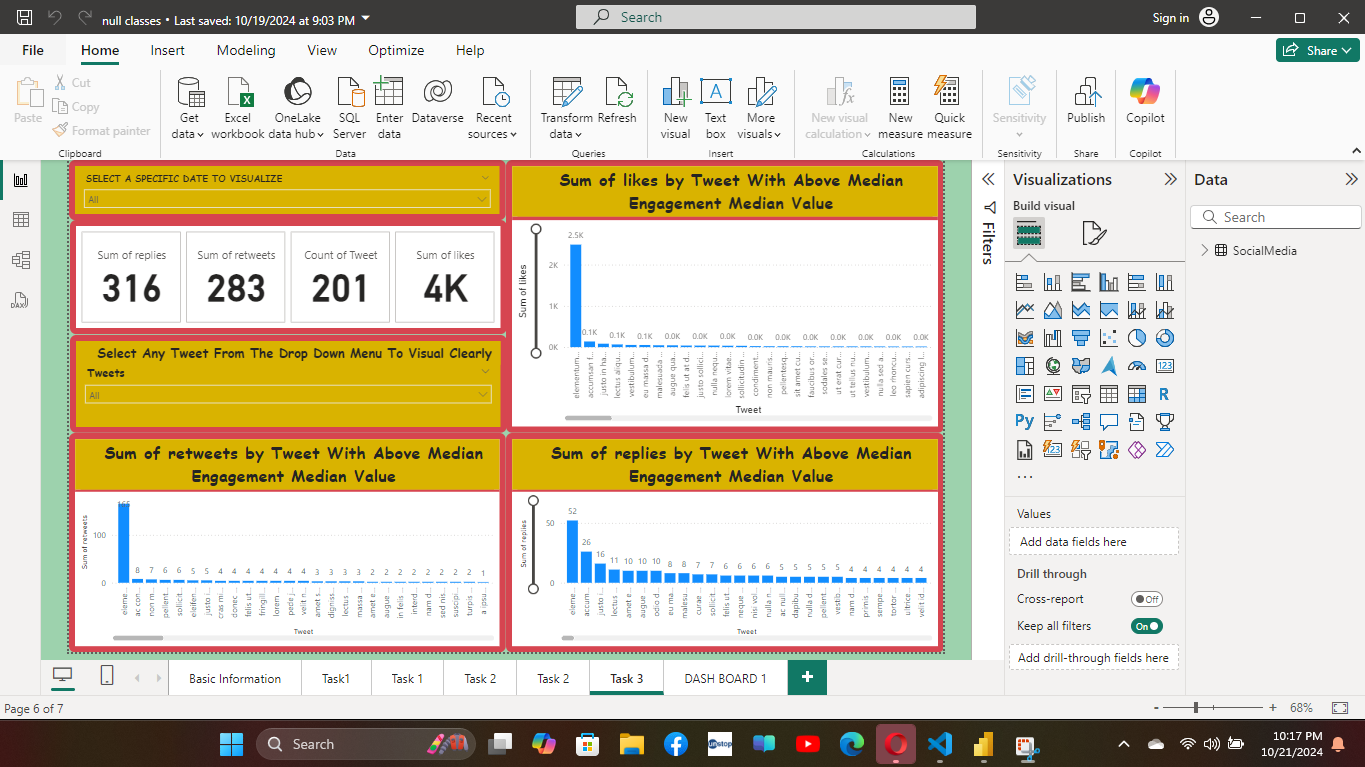 null classes • Last saved: 10/19/2024 at 9:03 PM
Search
Sign in
File
Home
Insert
Modeling
View
Optimize
Help
Share
Paste
Cut
Copy
Format painter
Clipboard
Get data
Excel workbook
OneLake data hub
SQL Server
Enter data
Dataverse
Recent sources
Data
Transform data
Refresh
Queries
New visual
Text box
More visuals
Insert
New visual calculation
New measure
Quick measure
Calculations
Sensitivity
Sensitivity
Publish
Share
Copilot
Copilot
SELECT A SPECIFIC DATE TO VISUALIZE
All
Sum of replies
316
Sum of retweets
283
Count of Tweet
201
Sum of likes
4K
Select Any Tweet From The Drop Down Menu To Visual Clearly
Tweets
All
Sum of likes by Tweet With Above Median
Engagement Median Value
Sum of likes
2K
1K
0K
2.5K
0.1K 0.1K 0.1K 0.0K 0.0K 0.0K 0.0K 0.0K 0.0K 0.0K 0.0K 0.0K
elementum...
accumsan f...
justo in ha...
lectus aliqu...
vestibulum...
eu massa d...
malesuada...
augue qua...
felis ut at d...
justo sollici...
nulla nequ...
lorem vitae...
sollicitudin ...
condiment...
non mauris...
pellentesq...
sit amet cu...
faucibus or...
sodales se...
ut erat cur...
ut tellus nu...
vestibulum...
nulla sed a...
leo rhoncu...
sapien curs...
adipiscing l...
Tweet
Sum of retweets by Tweet With Above Median
Engagement Median Value
Sum of retweets
100
0
165 8 7 6 6 5 5 4 4 4 4 4 4 4 3 3 3 3 2 2 2 2 2 2 2 2 1
eleme...
ac con...
non m...
pellent...
sollicit...
eleifen...
justo i...
cras mi...
donec ...
felis ut...
fringill...
lorem ...
pede j...
velit n...
amet s...
digniss...
lectus ...
massa ...
amet e...
augue ...
in felis ...
interd...
nam d...
sed nis...
suscipi...
turpis ...
a ipsu...
Tweet
Sum of replies by Tweet With Above Median
Engagement Median Value
Sum of replies
50
0
52 26 16 11 10 10 10 8 8 7 7 6 6 6 6 5 5 5 5 5 4 4 4 4 4 4
eleme...
accum...
justo i...
lectus ...
amet e...
augue ...
odio d...
eu ma...
malesu...
curae...
sollicit...
felis ut...
neque...
nisi vol...
nulla n...
ac null...
dapibu...
nulla d...
pellent...
vestib...
nam d...
primis ...
sempe...
tortor ...
ultrice...
velit id...
Tweet
Filters
Visualizations
Build visual
Values
Add data fields here
Drill through
Cross-report
Off
Keep all filters
On
Add drill-through fields here
Data
Search
SocialMedia
Basic Information
Task1
Task 1
Task 2
Task 2
Task 3
DASH BOARD 1
Page 6 of 7
68%
Search
10:17 PM
10/21/2024